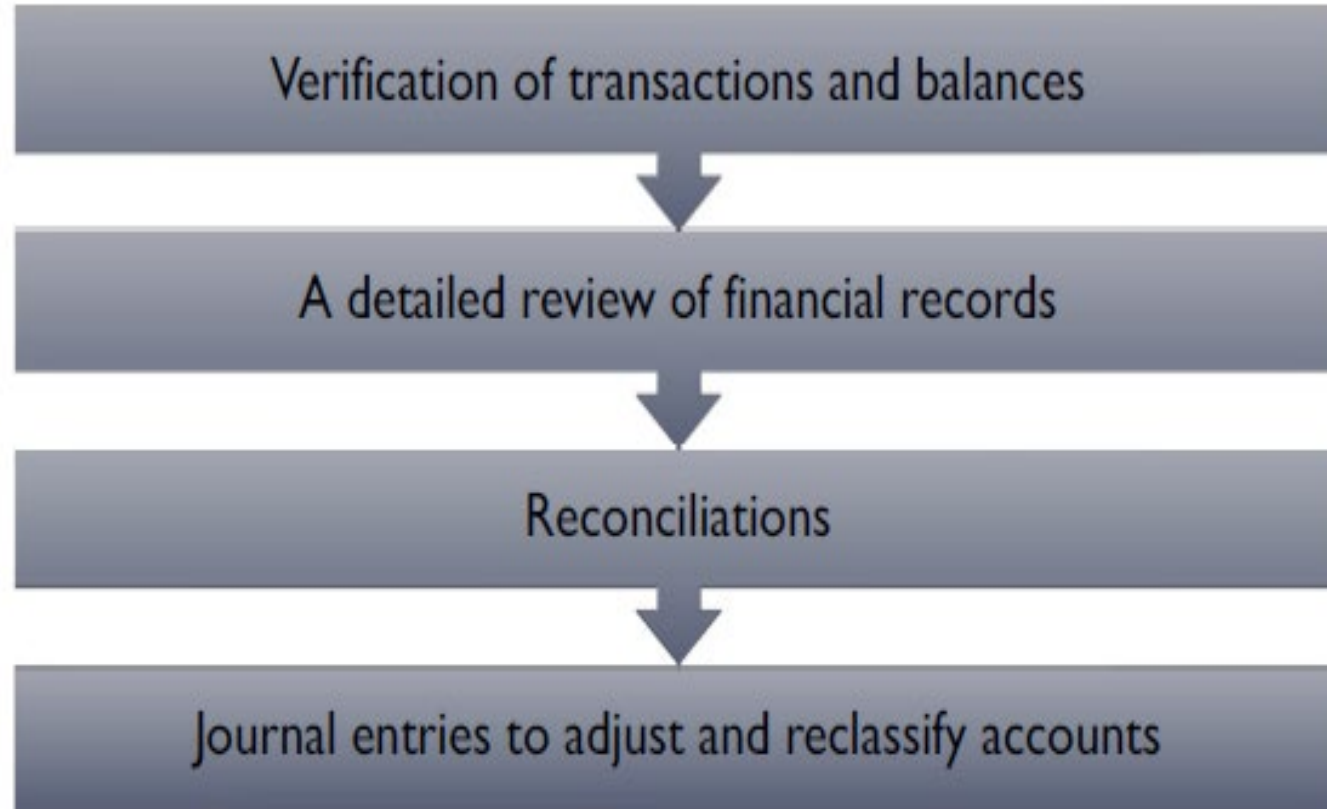 Verification of transactions and balances
A detailed review of financial records
Reconciliations
Journal entries to adjust and reclassify accounts